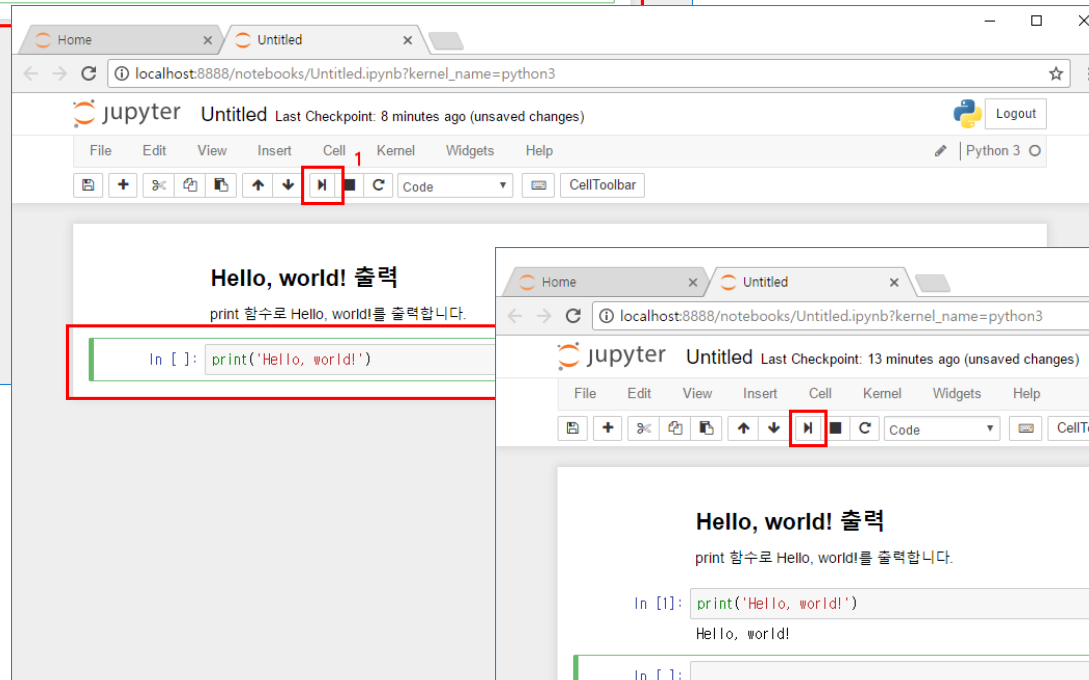 Home
Untitled
localhost:8888/notebooks/Untitled.ipynb?kernel_name=python3
jupyter Untitled Last Checkpoint: 8 minutes ago (unsaved changes)
Logout
File Edit View Insert Cell Kernel Widgets Help
Python 3
1
Code
CellToolbar
Hello, world! 출력
print 함수로 Hello, world!를 출력합니다.
In [ ]: print('Hello, world!')
Home
Untitled
localhost:8888/notebooks/Untitled.ipynb?kernel_name=python3
jupyter Untitled Last Checkpoint: 13 minutes ago (unsaved changes)
File Edit View Insert Cell Kernel Widgets Help
Code
CellTo
Hello, world! 출력
print 함수로 Hello, world!를 출력합니다.
In [1]: print('Hello, world!')
Hello, world!
In [ ]: